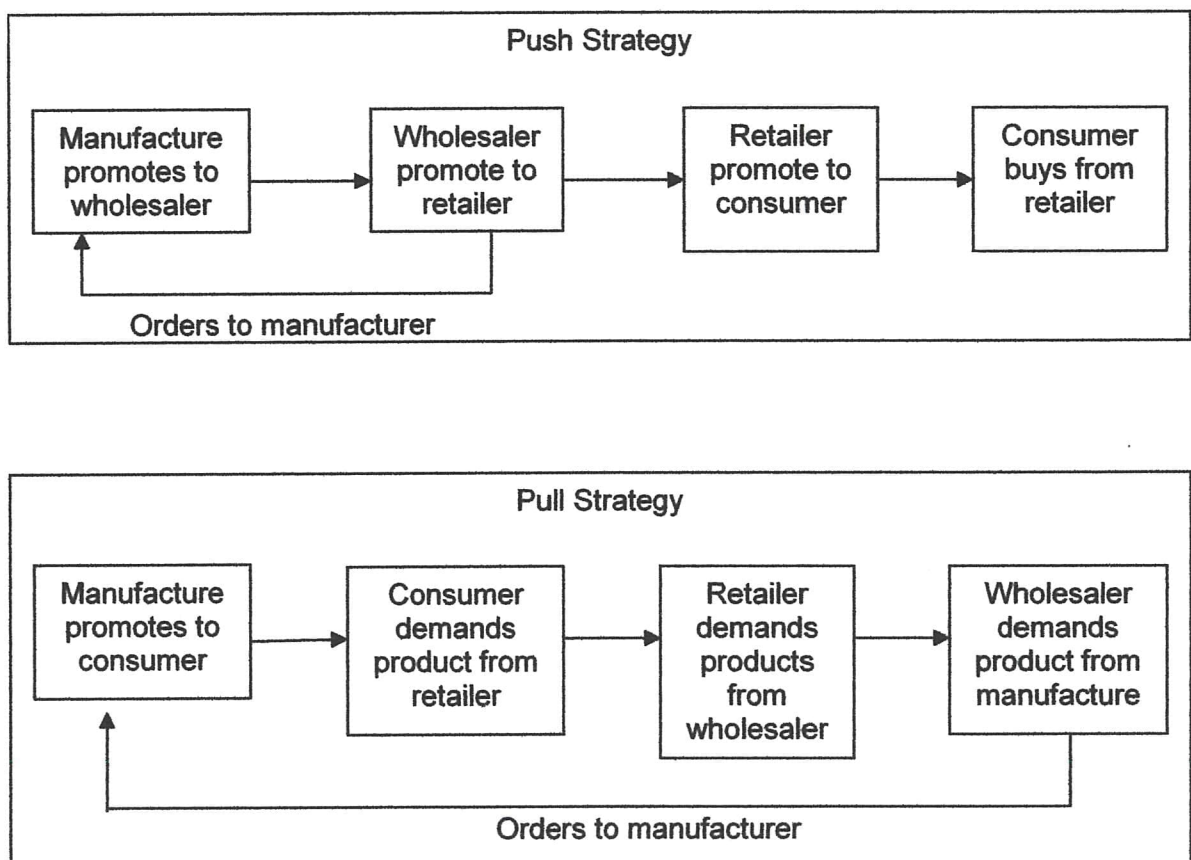 Push Strategy
Manufacture
promotes to
wholesaler
Wholesaler
promote to
retailer
Retailer
promote to
consumer
Consumer
buys from
retailer
Orders to manufacturer
Pull Strategy
Manufacture
promotes to
consumer
Consumer
demands
product from
retailer
Retailer
demands
products
from
wholesaler
Wholesaler
demands
product from
manufacture
Orders to manufacturer